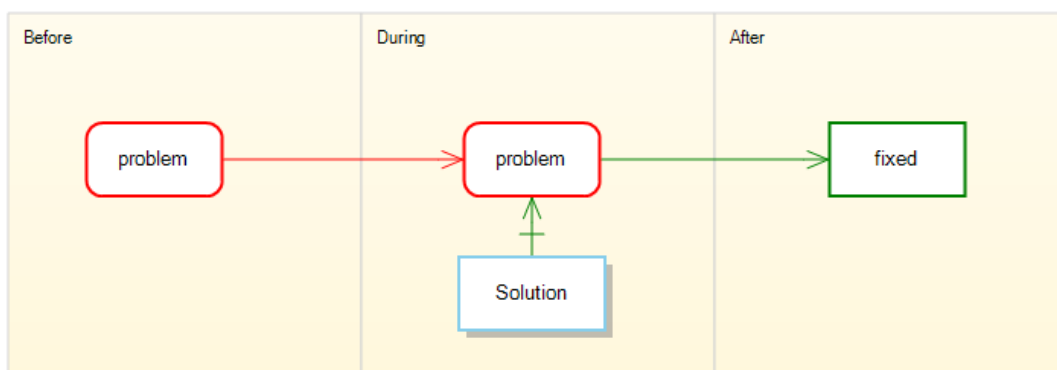 Before
During
After
problem
problem
fixed
Solution